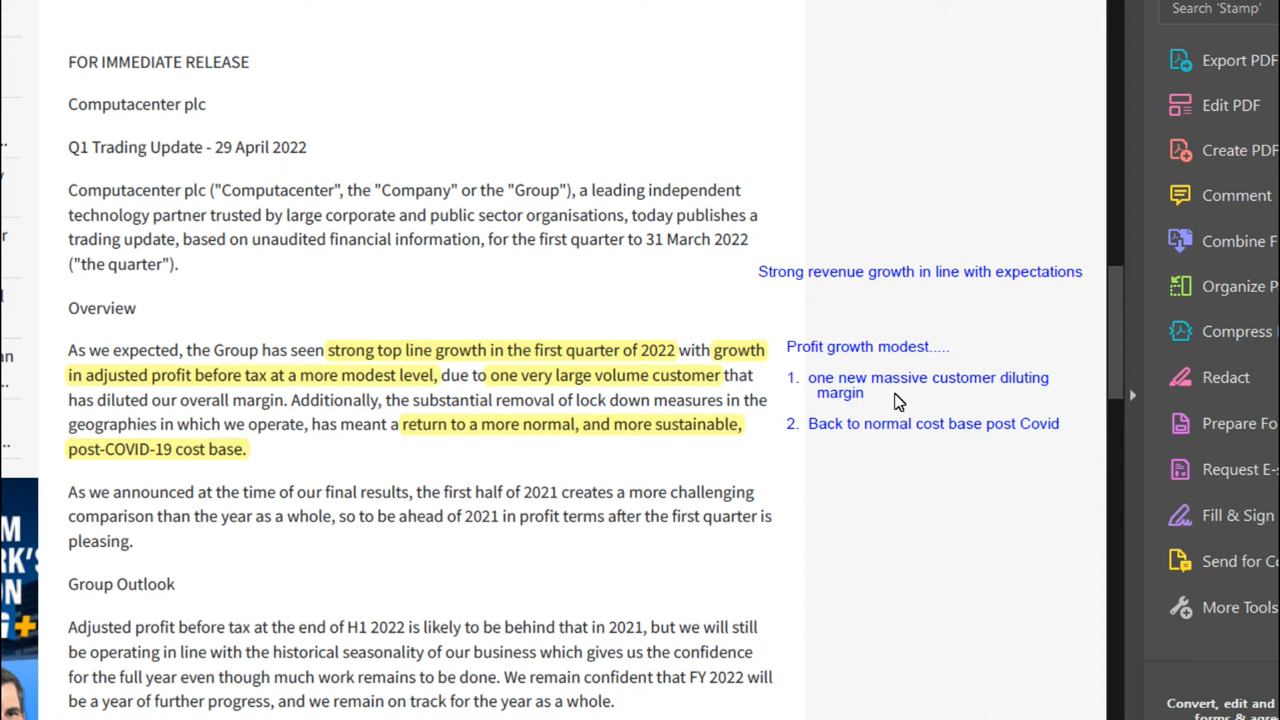 Search 'Stamp'
FOR IMMEDIATE RELEASE
Computacenter plc
Q1 Trading Update - 29 April 2022
Computacenter plc ("Computacenter", the "Company" or the "Group"), a leading independent
technology partner trusted by large corporate and public sector organisations, today publishes a
trading update, based on unaudited financial information, for the first quarter to 31 March 2022
("the quarter").
Strong revenue growth in line with expectations
Overview
As we expected, the Group has seen strong top line growth in the first quarter of 2022 with growth
in adjusted profit before tax at a more modest level, due to one very large volume customer that
has diluted our overall margin. Additionally, the substantial removal of lock down measures in the
geographies in which we operate, has meant a return to a more normal, and more sustainable,
post-COVID-19 cost base.
Profit growth modest.....
1. one new massive customer diluting
margin
2. Back to normal cost base post Covid
As we announced at the time of our final results, the first half of 2021 creates a more challenging
comparison than the year as a whole, so to be ahead of 2021 in profit terms after the first quarter is
pleasing.
Group Outlook
Adjusted profit before tax at the end of H1 2022 is likely to be behind that in 2021, but we will still
be operating in line with the historical seasonality of our business which gives us the confidence
for the full year even though much work remains to be done. We remain confident that FY 2022 will
be a year of further progress, and we remain on track for the year as a whole.
Export PDF
Edit PDF
Create PDF
Comment
Combine F
Organize P
Compress
Redact
Prepare Fo
Request E-s
Fill & Sign
Send for Co
More Tools
Convert, edit and